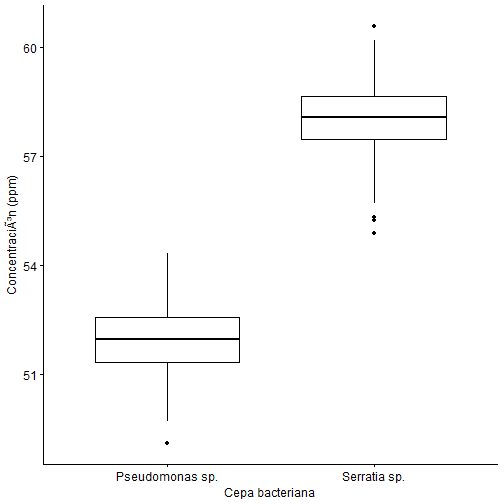 60
57
54
51
ConcentraciÃ³n (ppm)
Pseudomonas sp.
Serratia sp.
Cepa bacteriana